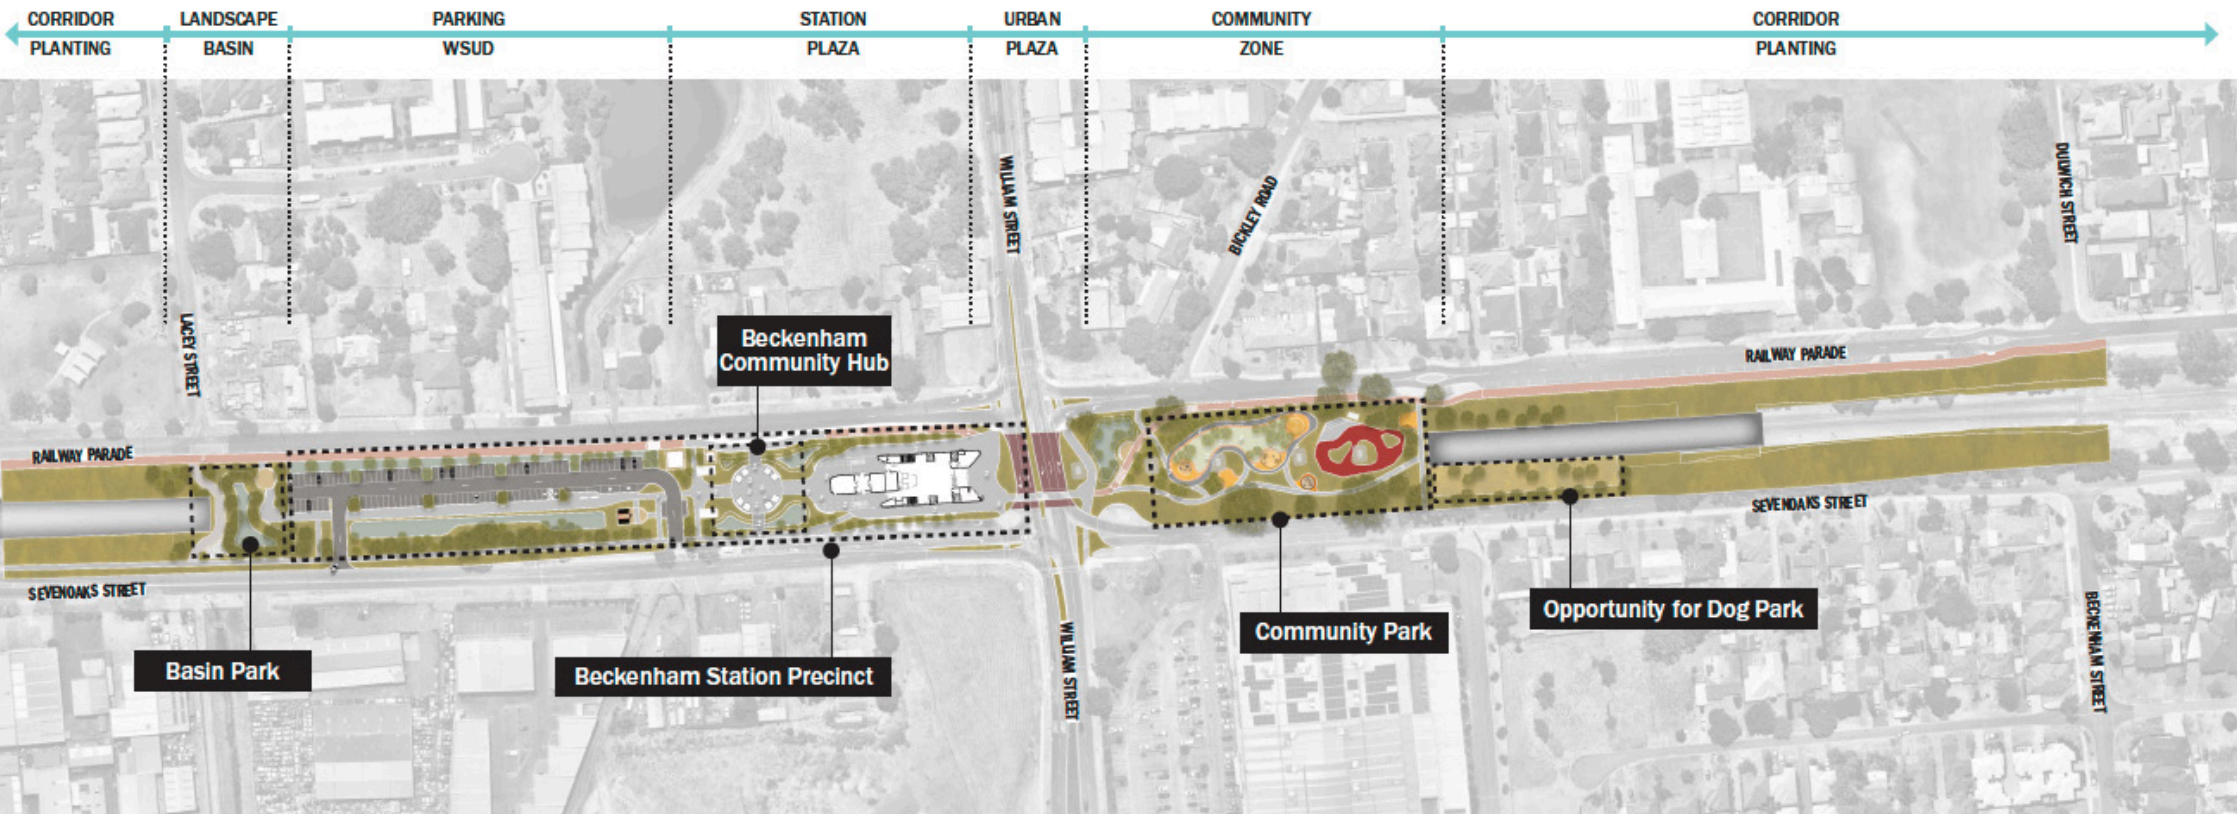 CORRIDOR
PLANTING
LANDSCAPE
BASIN
PARKING
WSUD
STATION
PLAZA
URBAN
PLAZA
COMMUNITY
ZONE
CORRIDOR
PLANTING
WILLIAM STREET
BICKLEY ROAD
DULWICH STREET
LACEY STREET
Beckenham
Community Hub
RAILWAY PARADE
RAILWAY PARADE
SEVENOAKS STREET
SEVENOAKS STREET
Opportunity for Dog Park
Community Park
Basin Park
Beckenham Station Precinct
WILLIAM STREET
BECKENHAM STREET